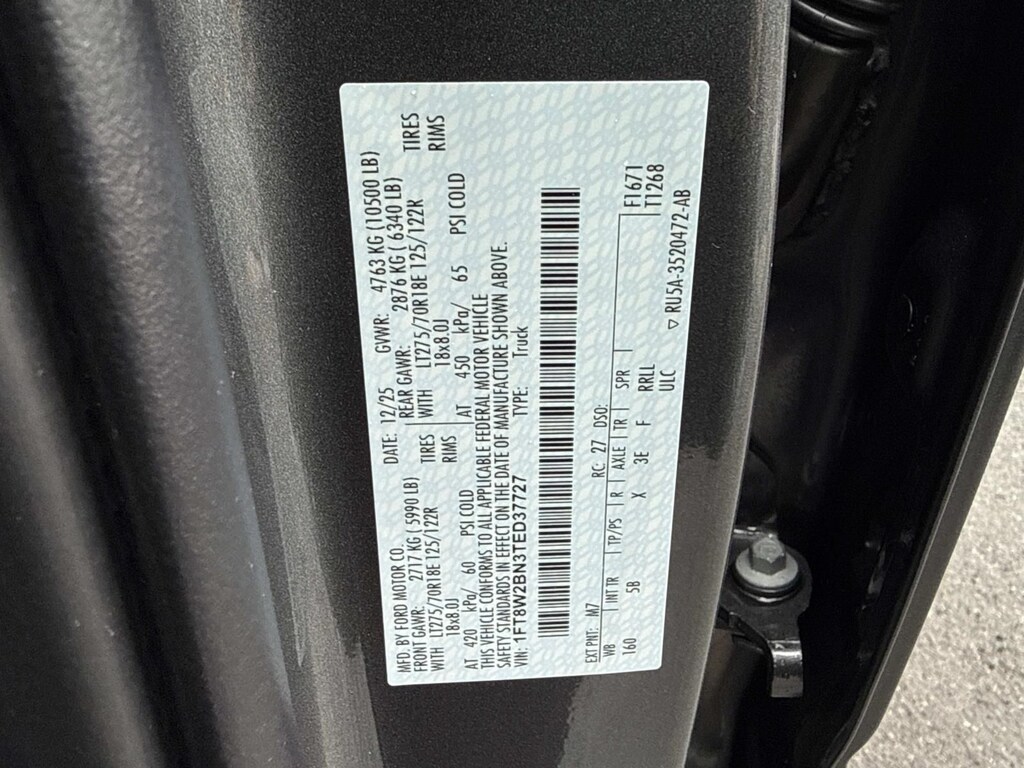 MFD. BY FORD MOTOR CO.
DATE: 12/25 GVWR: 4763 KG (10500 LB)
FRONT GAWR: 2717 KG ( 5990 LB) REAR GAWR: 2876 KG ( 6340 LB)
WITH LT275/70R18E 125/122R TIRES WITH LT275/70R18E 125/122R TIRES
18x8.0J RIMS 18x8.0J RIMS
AT 420 kPa/ 60 PSI COLD AT 450 kPa/ 65 PSI COLD
THIS VEHICLE CONFORMS TO ALL APPLICABLE FEDERAL MOTOR VEHICLE
SAFETY STANDARDS IN EFFECT ON THE DATE OF MANUFACTURE SHOWN ABOVE.
VIN: 1FT8W2BN3TED37727 TYPE: Truck
EXT PNT: M7 RC: 27 DSO: F1671
WB MT TR TP/PS R AXLE TR SPR T1268
160 5B X 3E F RRLL
ULC ▽ RU5A-3520472-AB